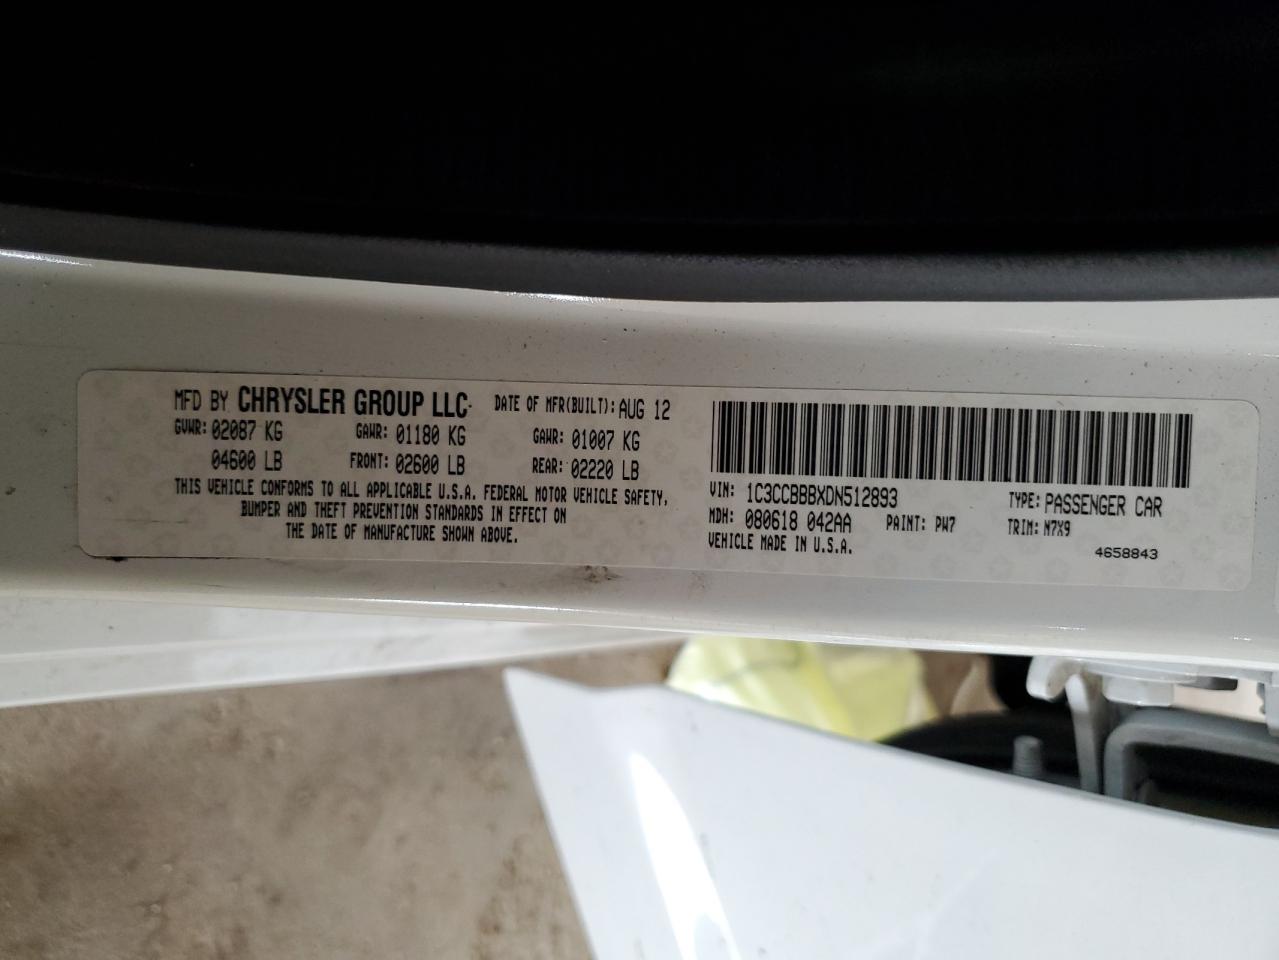 MFD BY CHRYSLER GROUP LLC DATE OF MFR(BUILT): AUG 12
GVWR: 02087 KG GAWR: 01180 KG GAWR: 01007 KG
04600 LB FRONT: 02600 LB REAR: 02220 LB
THIS VEHICLE CONFORMS TO ALL APPLICABLE U.S.A. FEDERAL MOTOR VEHICLE SAFETY,
BUMPER AND THEFT PREVENTION STANDARDS IN EFFECT ON
THE DATE OF MANUFACTURE SHOWN ABOVE.
VIN: 1C3CCBBBXDN512893 TYPE: PASSENGER CAR
MDH: 080618 042AA PAINT: PW7 TRIM: N7X9
VEHICLE MADE IN U.S.A. 4658843